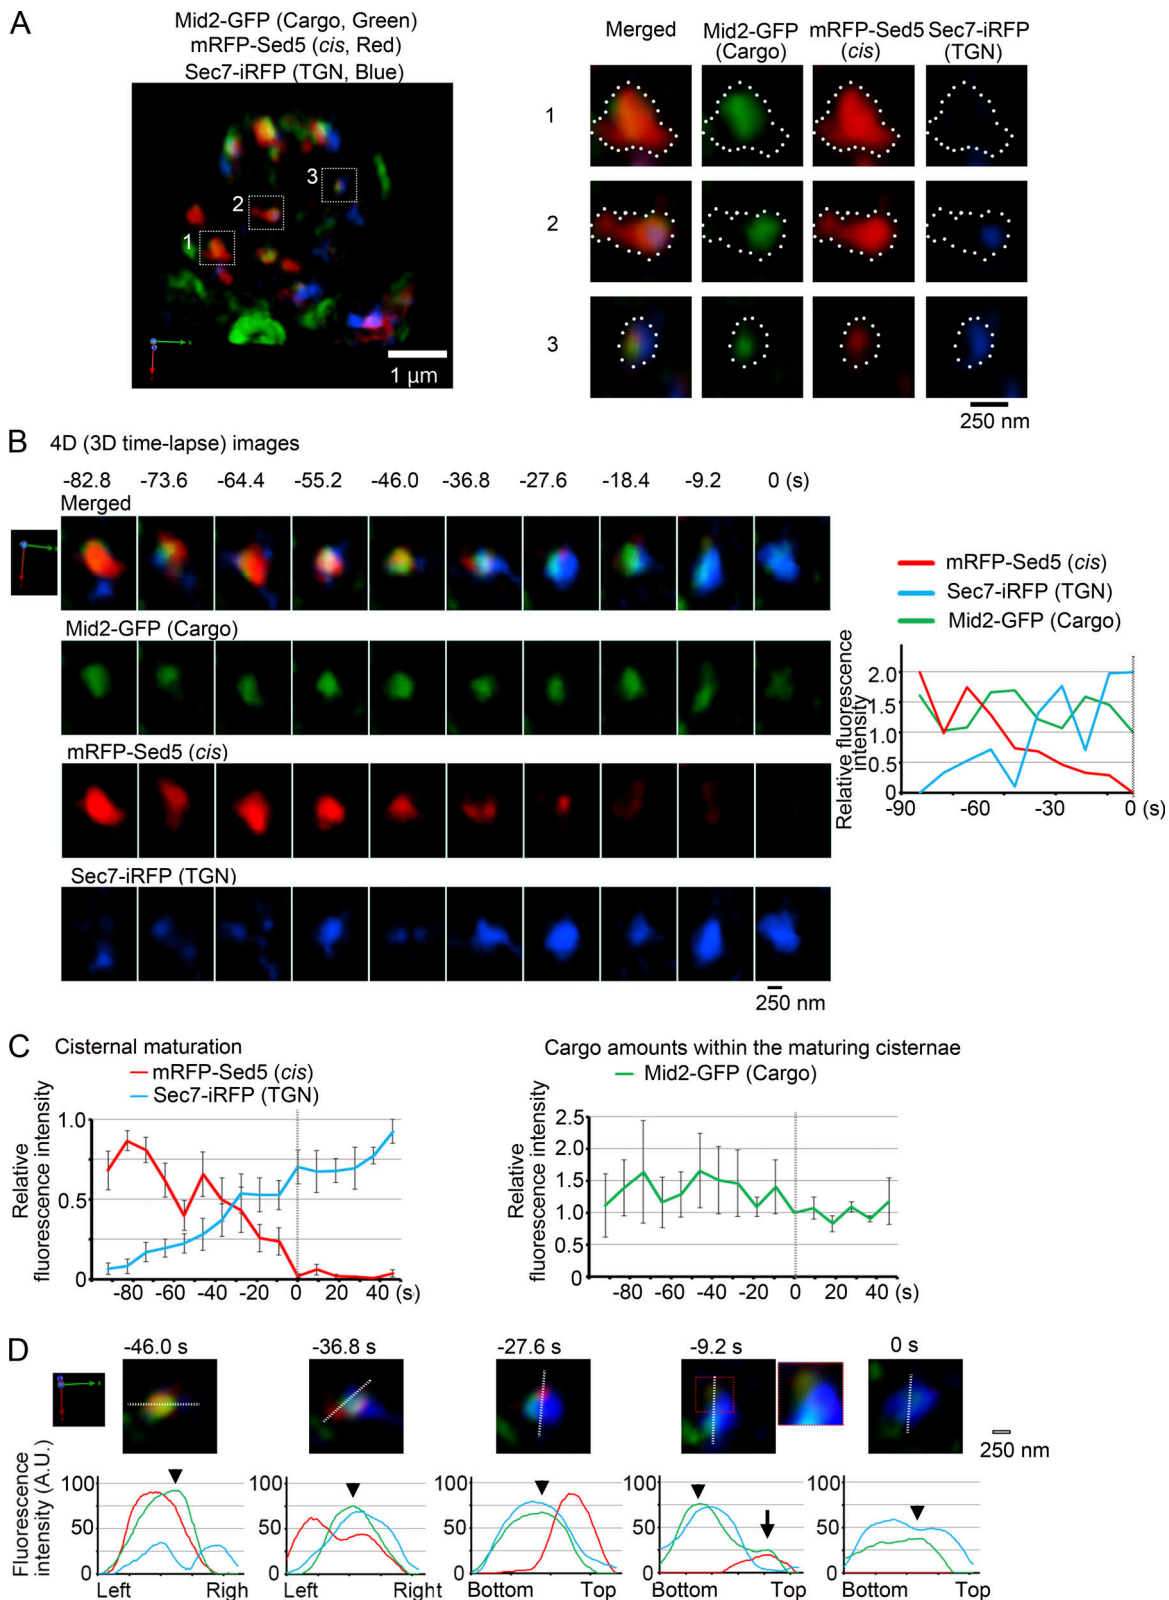 A
Mid2-GFP (Cargo, Green)
mRFP-Sed5 (cis, Red)
Sec7-iRFP (TGN, Blue)
1
2
3
1 µm
Merged
Mid2-GFP (Cargo)
mRFP-Sed5 (cis)
Sec7-iRFP (TGN)
1
2
3
250 nm
B
4D (3D time-lapse) images
-82.8 -73.6 -64.4 -55.2 -46.0 -36.8 -27.6 -18.4 -9.2 0 (s)
Merged
Mid2-GFP (Cargo)
mRFP-Sed5 (cis)
Sec7-iRFP (TGN)
250 nm
mRFP-Sed5 (cis)
Sec7-iRFP (TGN)
Mid2-GFP (Cargo)
Relative fluorescence
intensity
2.0
1.5
1.0
0.5
0
-90 -60 -30 0 (s)
C
Cisternal maturation
mRFP-Sed5 (cis)
Sec7-iRFP (TGN)
Relative
fluorescence intensity
1.0
0.5
0
-80 -60 -40 -20 0 20 40 (s)
Cargo amounts within the maturing cisternae
Mid2-GFP (Cargo)
Relative
fluorescence intensity
2.5
2.0
1.5
1.0
0.5
0
-80 -60 -40 -20 0 20 40 (s)
D
-46.0 s -36.8 s -27.6 s -9.2 s 0 s
250 nm
Fluorescence
intensity (A.U.)
100
50
0
Left Righ
100
50
0
Left Right
100
50
0
Bottom Top
100
50
0
Bottom Top
100
50
0
Bottom Top